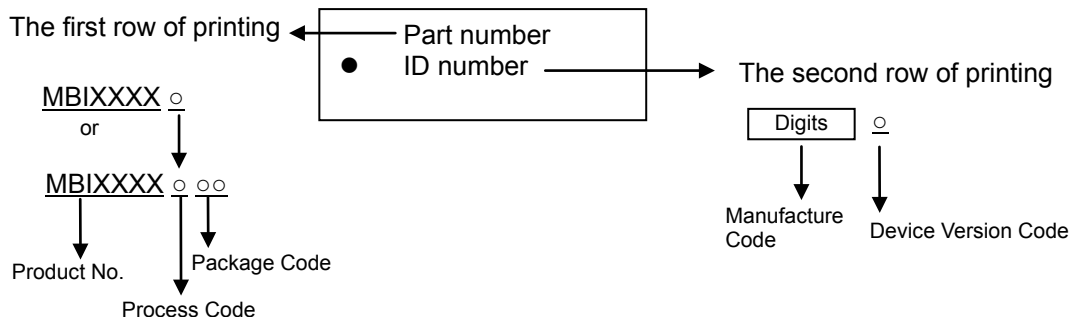 The first row of printing
Part number
ID number
The second row of printing
MBIXXXX ○
or
MBIXXXX ○ ○○
Product No.
Package Code
Process Code
Digits ○
Manufacture
Code
Device Version Code